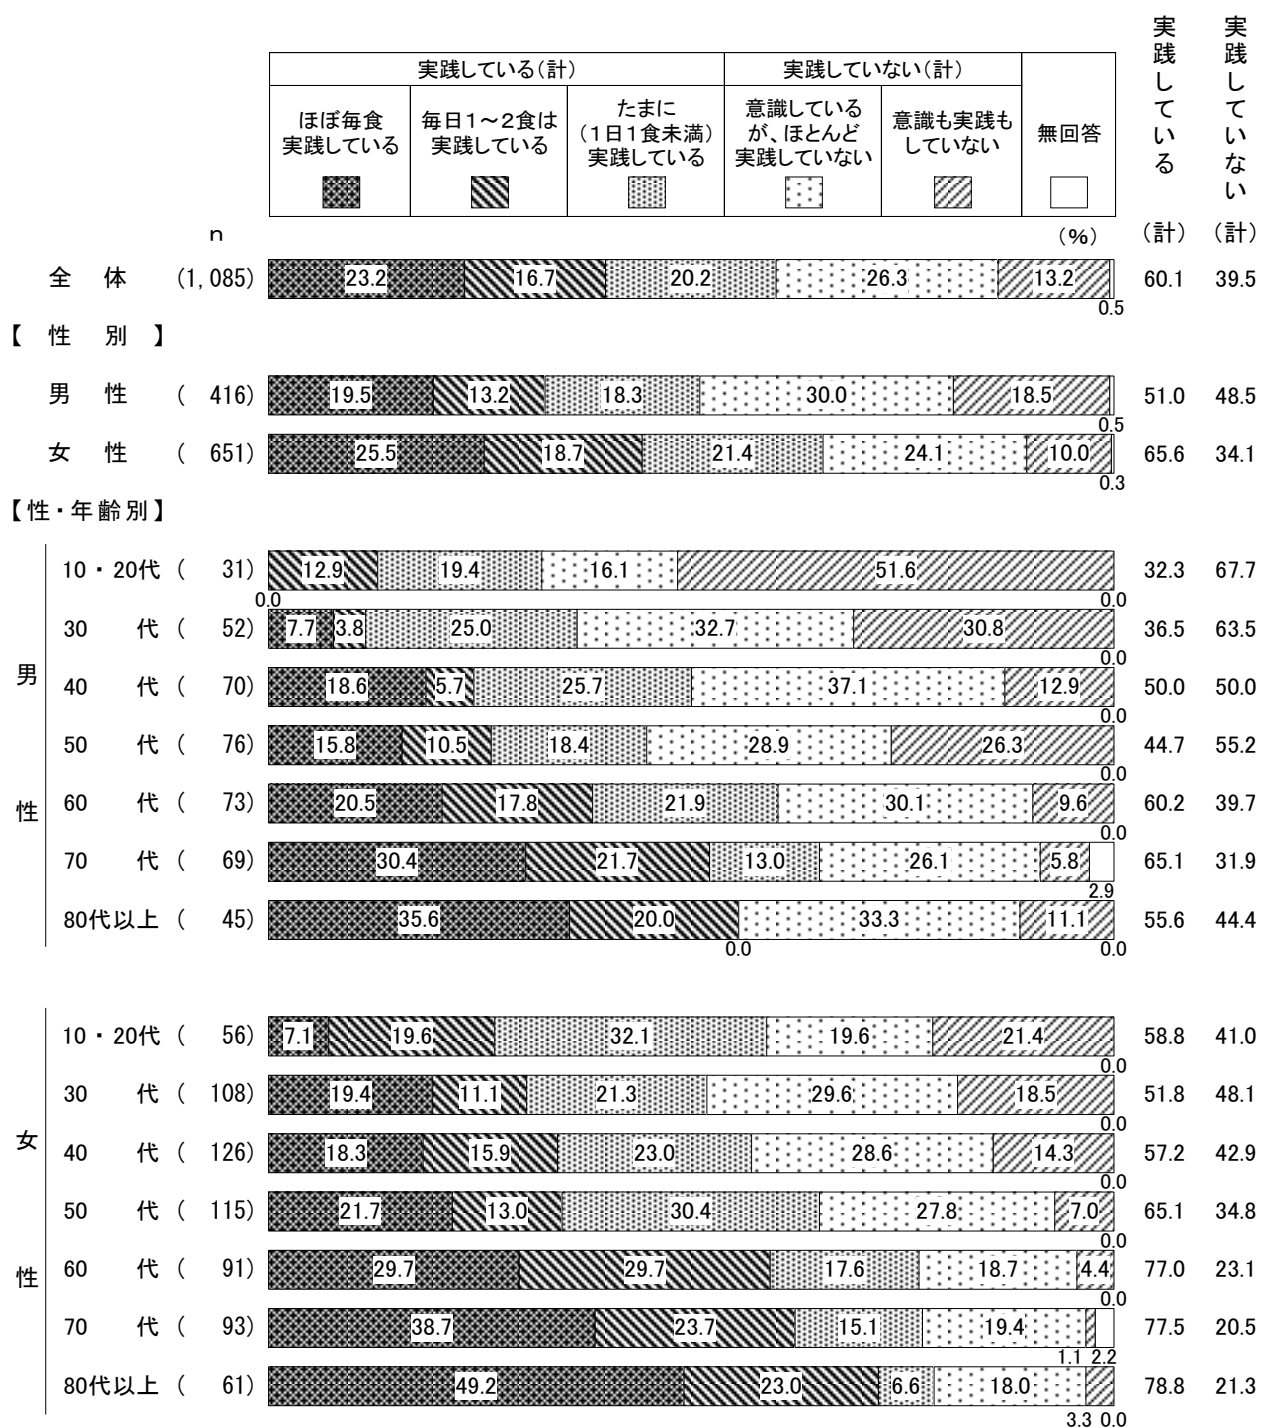 実践している（計） 実践していない（計）
ほぼ毎食
実践している
毎日１～２食は
実践している
たまに
（１日１食未満）
実践している
意識している
が、ほとんど
実践していない
意識も実践も
していない
無回答
実践している
（計）
実践していない
（計）
ｎ （％）
全体 (1,085) 23.2 16.7 20.2 26.3 13.2 60.1 39.5
0.5
【性別】
男性 ( 416) 19.5 13.2 18.3 30.0 18.5 51.0 48.5
0.5
女性 ( 651) 25.5 18.7 21.4 24.1 10.0 65.6 34.1
0.3
【性・年齢別】
男性
10・20代 ( 31) 12.9 19.4 16.1 51.6 32.3 67.7
0.0 0.0
30代 ( 52) 7.7 3.8 25.0 32.7 30.8 36.5 63.5
0.0
40代 ( 70) 18.6 5.7 25.7 37.1 12.9 50.0 50.0
0.0
50代 ( 76) 15.8 10.5 18.4 28.9 26.3 44.7 55.2
0.0
60代 ( 73) 20.5 17.8 21.9 30.1 9.6 60.2 39.7
0.0
70代 ( 69) 30.4 21.7 13.0 26.1 5.8 65.1 31.9
2.9
80代以上 ( 45) 35.6 20.0 33.3 11.1 55.6 44.4
0.0 0.0
女性
10・20代 ( 56) 7.1 19.6 32.1 19.6 21.4 58.8 41.0
0.0
30代 ( 108) 19.4 11.1 21.3 29.6 18.5 51.8 48.1
0.0
40代 ( 126) 18.3 15.9 23.0 28.6 14.3 57.2 42.9
0.0
50代 ( 115) 21.7 13.0 30.4 27.8 7.0 65.1 34.8
0.0
60代 ( 91) 29.7 29.7 17.6 18.7 4.4 77.0 23.1
0.0
70代 ( 93) 38.7 23.7 15.1 19.4 77.5 20.5
1.1 2.2
80代以上 ( 61) 49.2 23.0 6.6 18.0 78.8 21.3
3.3 0.0